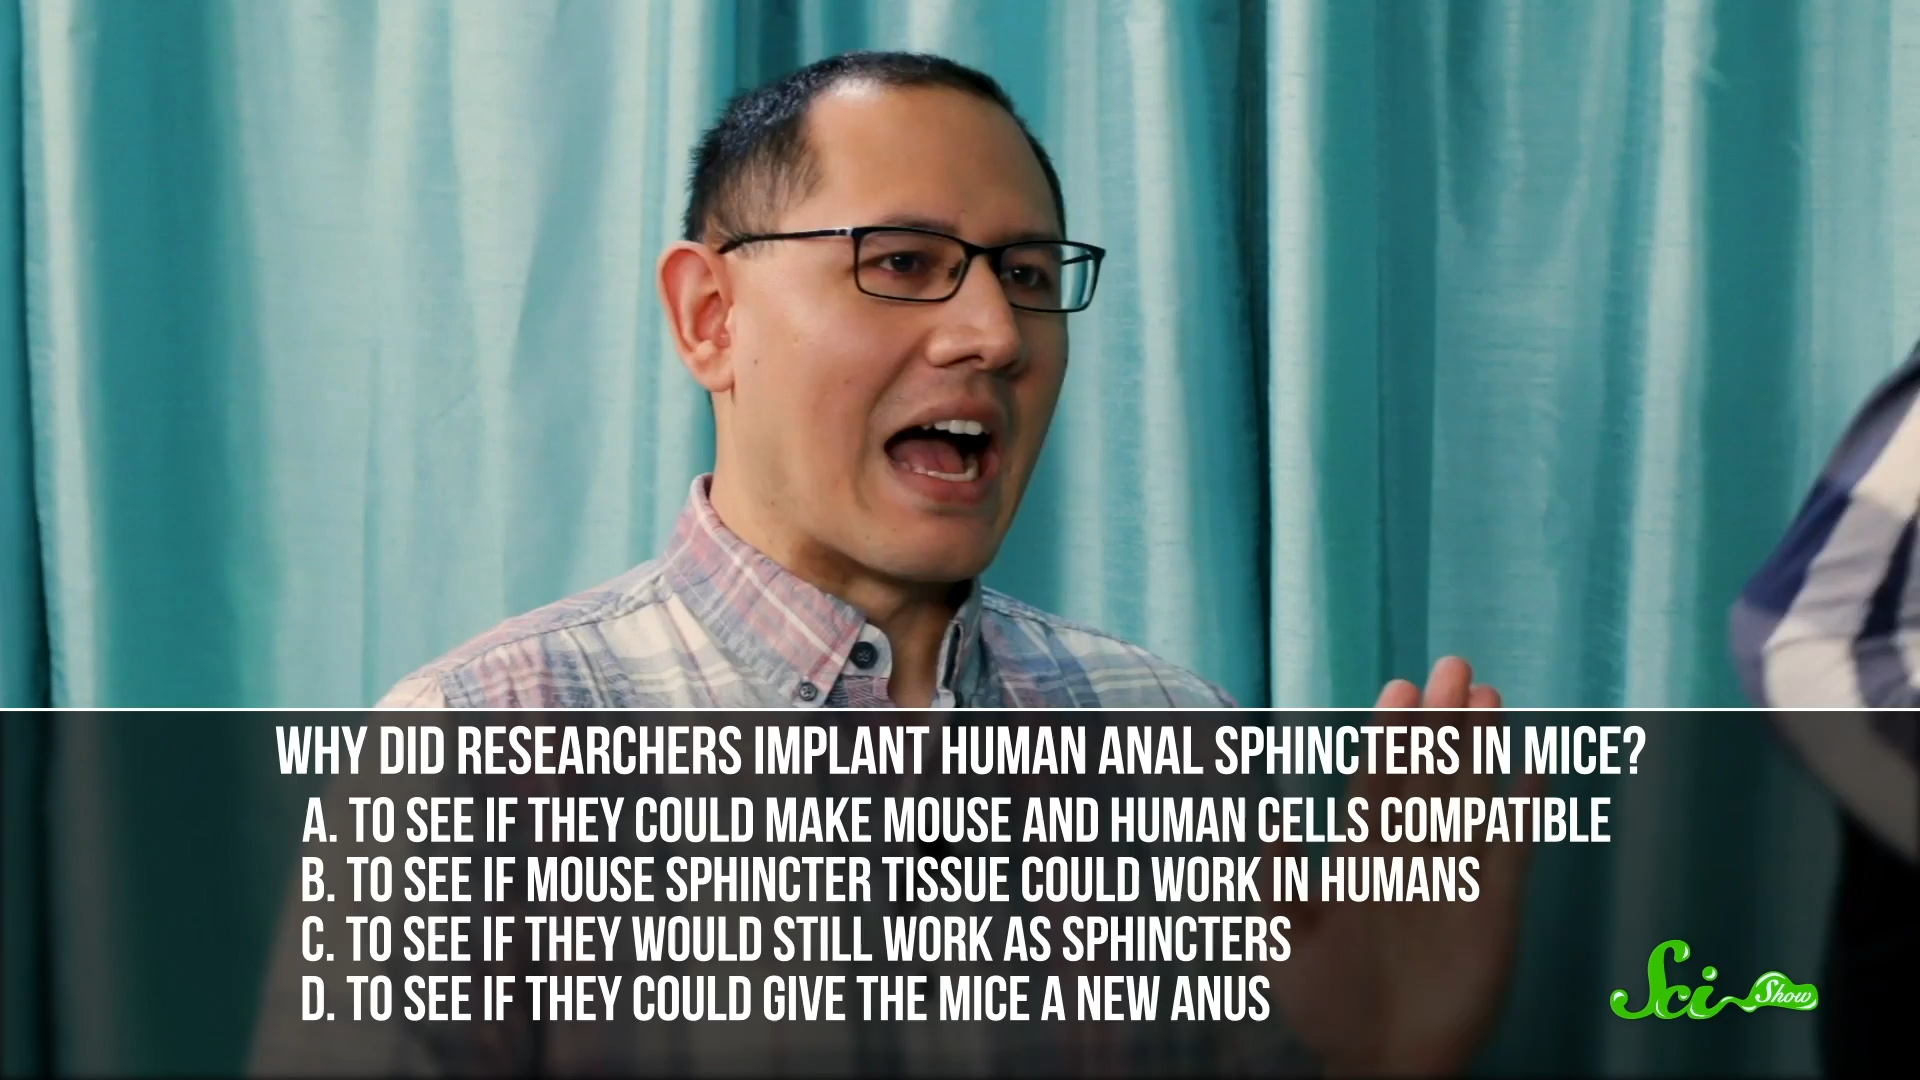 WHY DID RESEARCHERS IMPLANT HUMAN ANAL SPHINCTERS IN MICE?
A. TO SEE IF THEY COULD MAKE MOUSE AND HUMAN CELLS COMPATIBLE
B. TO SEE IF MOUSE SPHINCTER TISSUE COULD WORK IN HUMANS
C. TO SEE IF THEY WOULD STILL WORK AS SPHINCTERS
D. TO SEE IF THEY COULD GIVE THE MICE A NEW ANUS
Sci Show